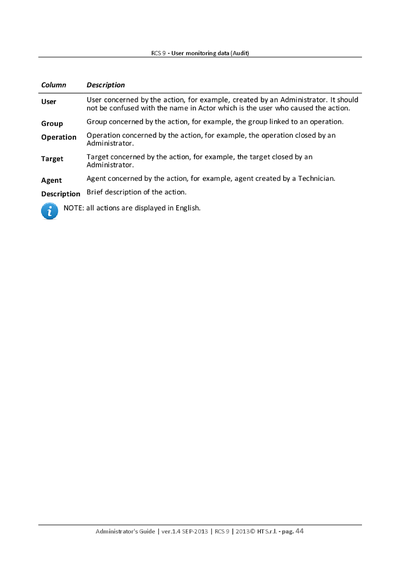 RCS 9 - User monitoring data (Audit)
Column Description
User User concerned by the action, for example, created by an Administrator. It should
not be confused with the name in Actor which is the user who caused the action.
Group Group concerned by the action, for example, the group linked to an operation.
Operation Operation concerned by the action, for example, the operation closed by an
Administrator.
Target Target concerned by the action, for example, the target closed by an
Administrator.
Agent Agent concerned by the action, for example, agent created by a Technician.
Description Brief description of the action.
NOTE: all actions are displayed in English.
Administrator's Guide | ver.1.4 SEP-2013 | RCS 9 | 2013© HT S.r.l. - pag. 44